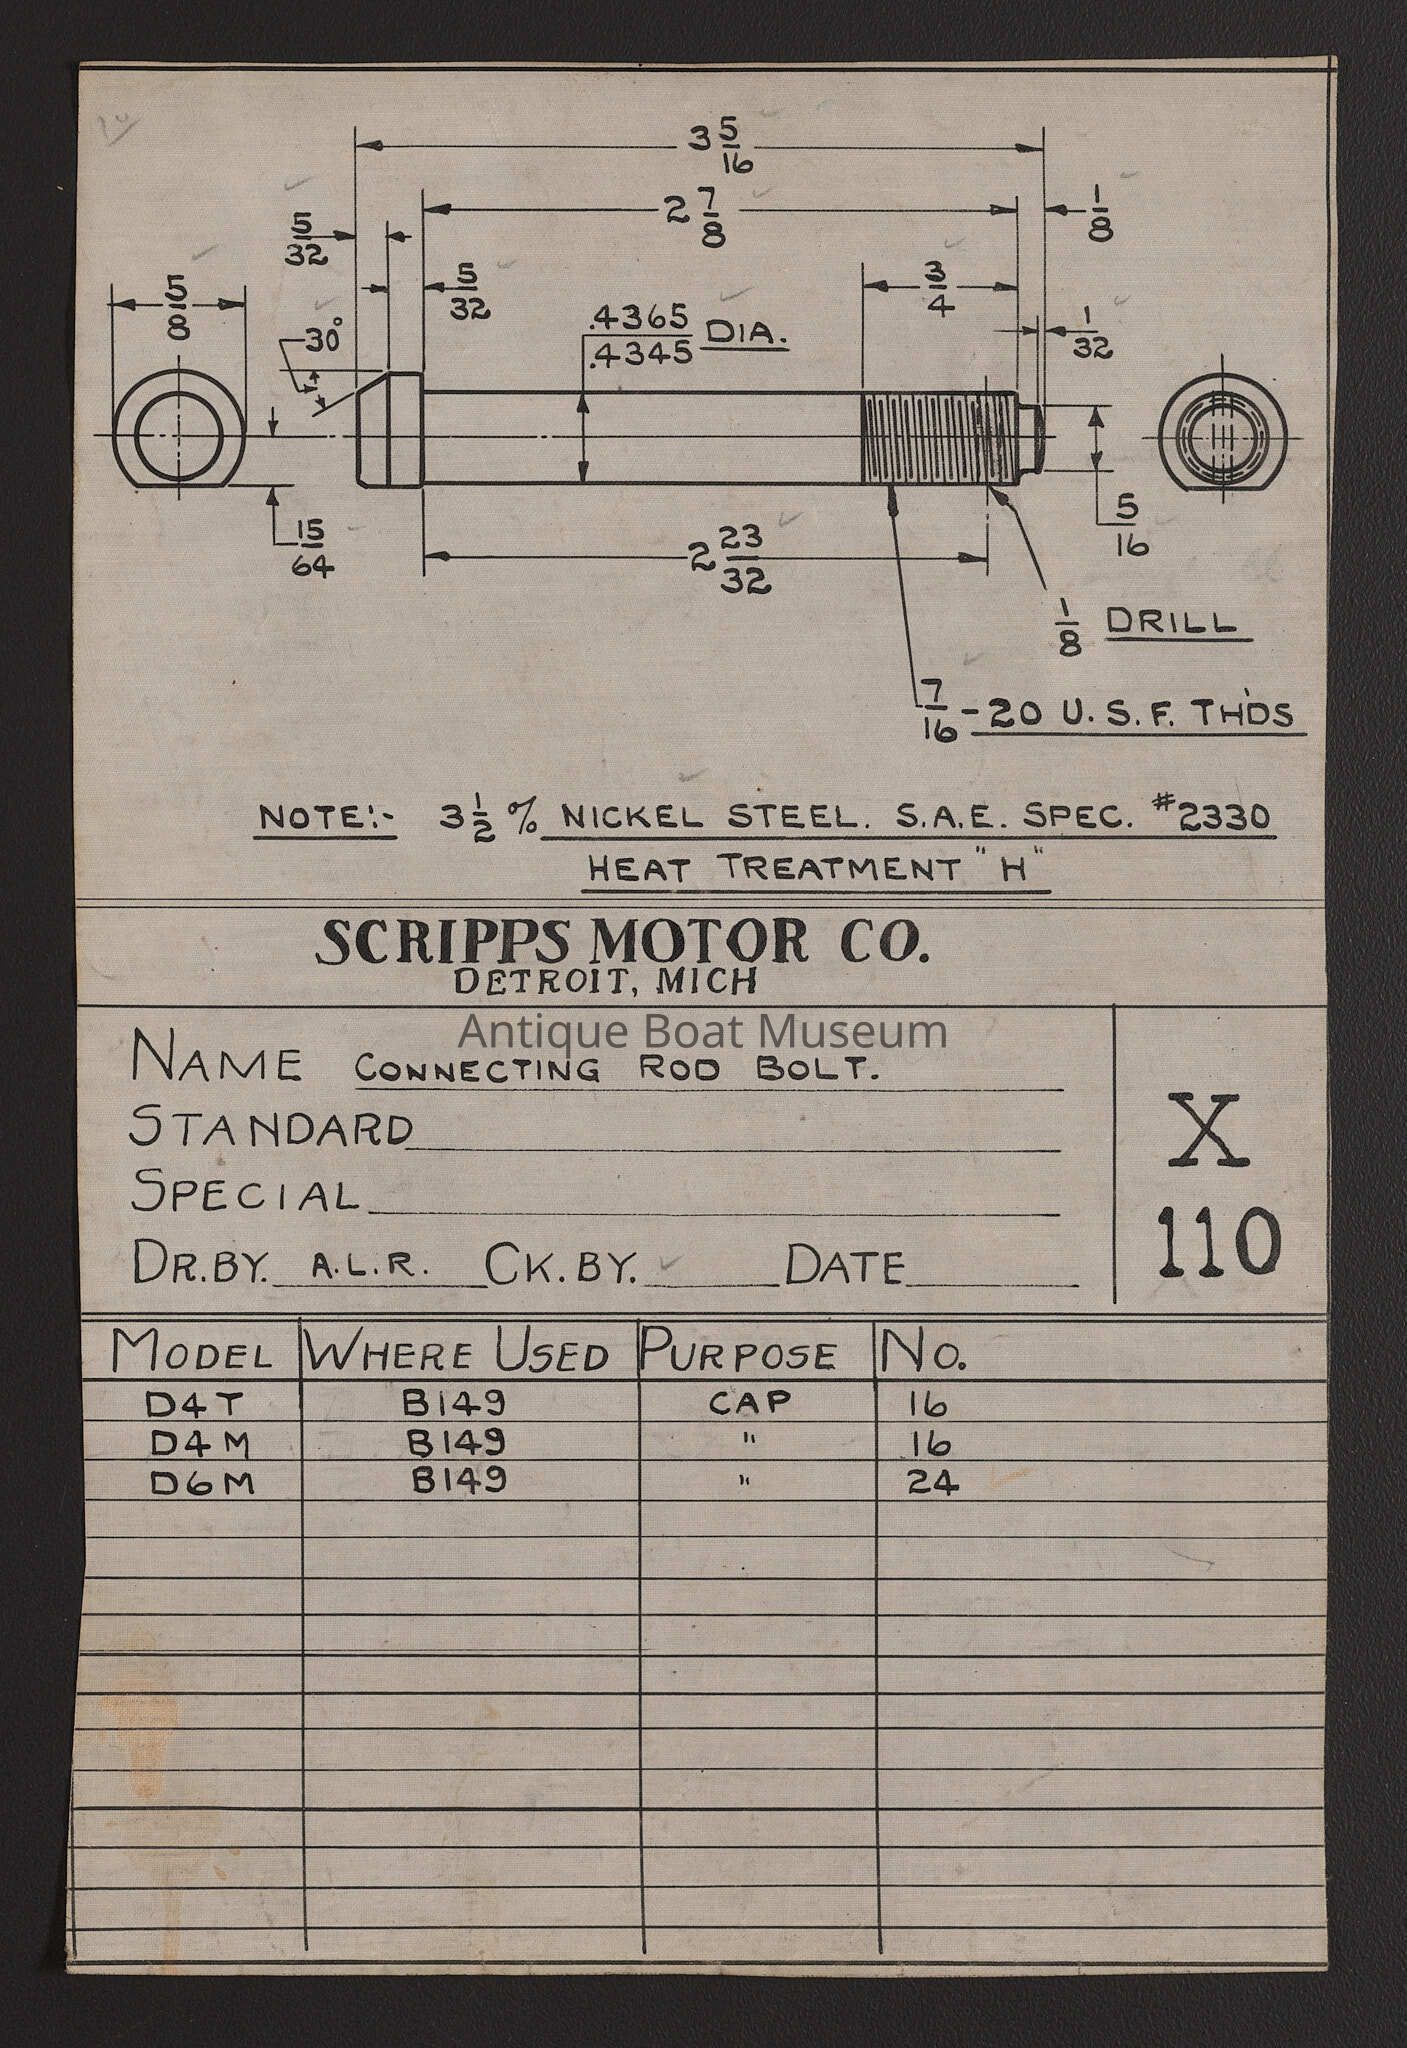 3 5/16
2 7/8
1/8
5/32
5/32
3/4
5/8
30°
.4365
.4345 DIA.
1/32
15/64
2 23/32
5/16
1/8 DRILL
7/16-20 U.S.F. TH'DS
NOTE:- 3 1/2 % NICKEL STEEL. S.A.E. SPEC. #2330
HEAT TREATMENT "H"
SCRIPPS MOTOR CO.
DETROIT, MICH
Antique Boat Museum
NAME CONNECTING ROD BOLT.
STANDARD
SPECIAL
DR.BY. A.L.R. CK.BY. DATE
X
110
MODEL WHERE USED PURPOSE NO.
D4T B149 CAP 16
D4M B149 " 16
D6M B149 " 24